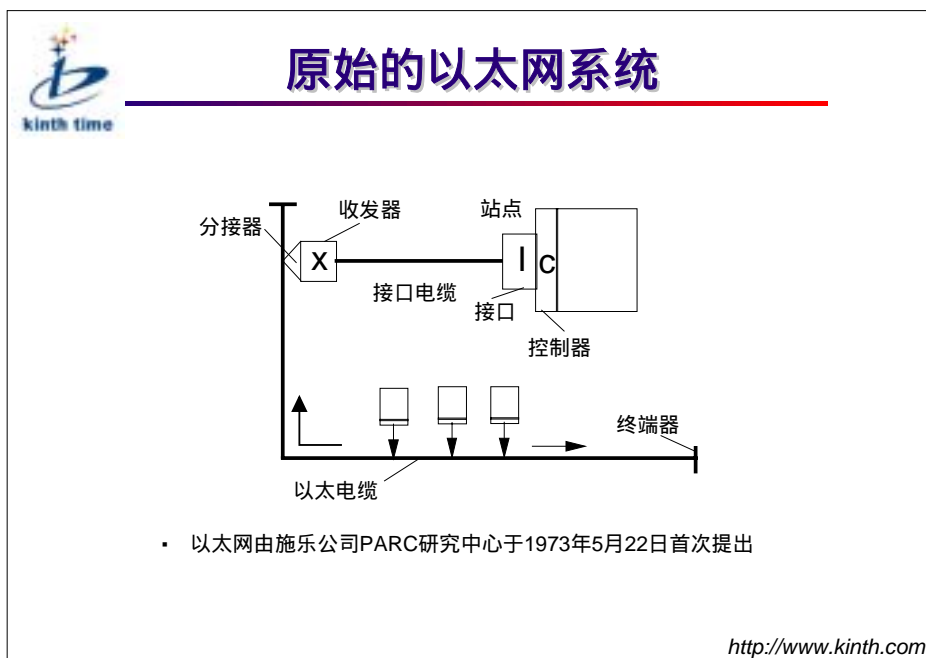 kinth time
原始的以太网系统
分接器
收发器
X
接口电缆
站点
I
C
接口
控制器
终端器
以太电缆
▪ 以太网由施乐公司PARC研究中心于1973年5月22日首次提出
http://www.kinth.com